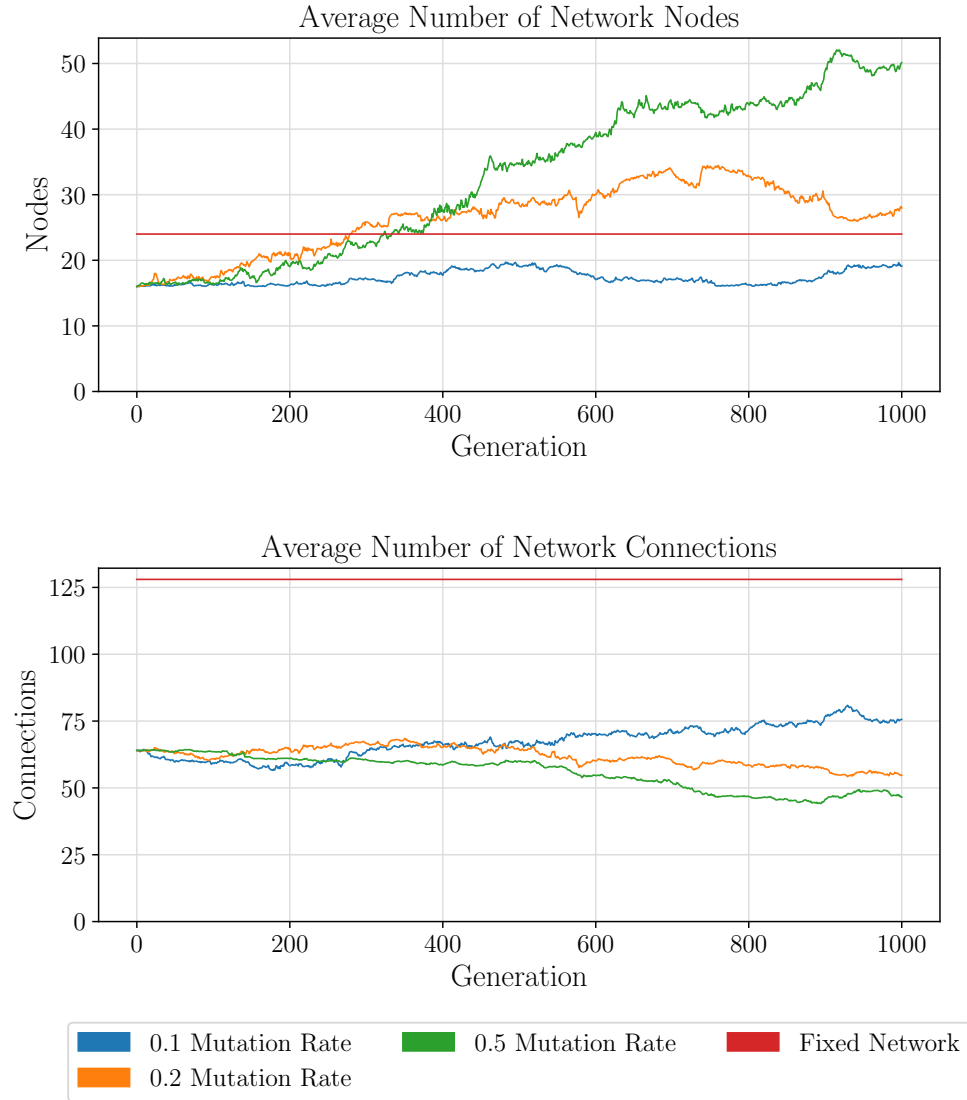 Average Number of Network Nodes
50
40
30
20
10
0
Nodes
0 200 400 600 800 1000
Generation
Average Number of Network Connections
125
100
75
50
25
0
Connections
0 200 400 600 800 1000
Generation
0.1 Mutation Rate 0.5 Mutation Rate Fixed Network
0.2 Mutation Rate